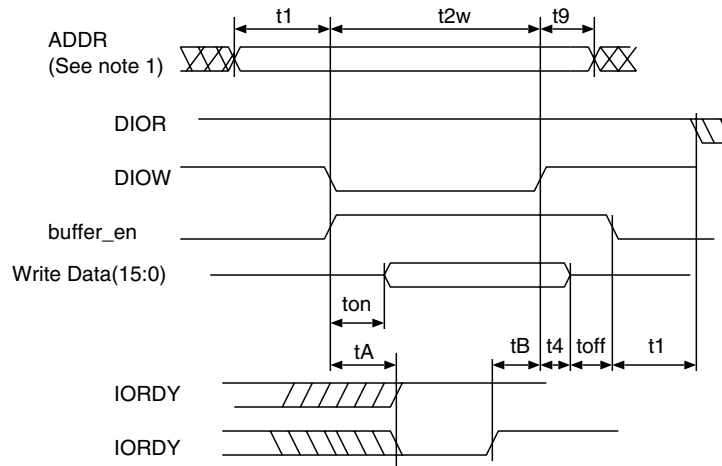 t1 t2w t9
ADDR
(See note 1)
DIOR
DIOW
buffer_en
Write Data(15:0)
ton
tA tB t4 toff t1
IORDY
IORDY